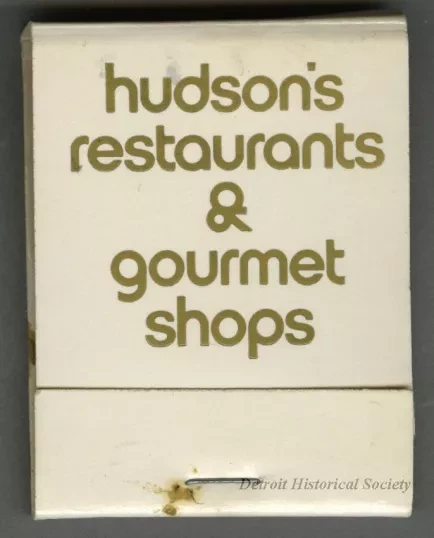 hudson's
restaurants
&
gourmet
shops
Detroit Historical Society